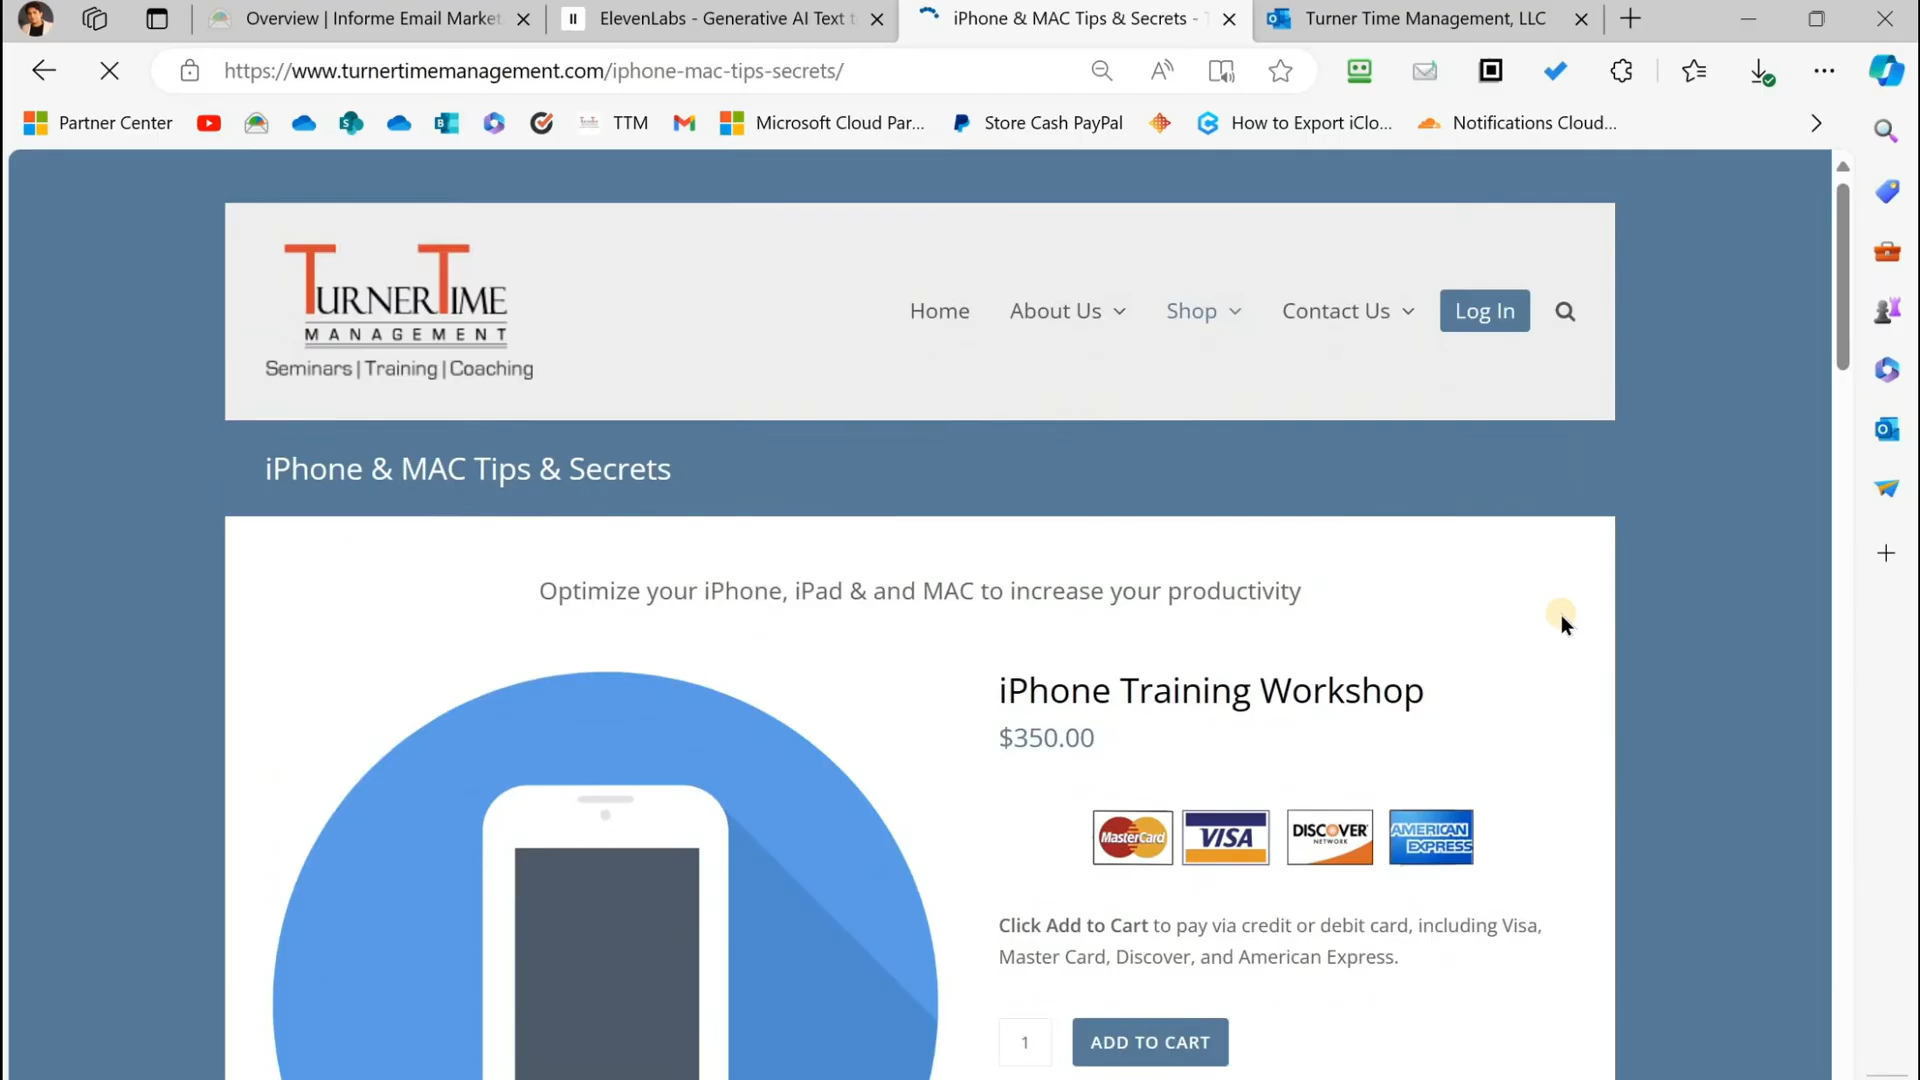 Overview | Informe Email Market
ElevenLabs - Generative AI Text t
iPhone & MAC Tips & Secrets -
Turner Time Management, LLC
https://www.turnertimemanagement.com/iphone-mac-tips-secrets/
Partner Center
TTM
Microsoft Cloud Par...
Store Cash PayPal
How to Export iClo...
Notifications Cloud...
TURNERTIME
MANAGEMENT
Seminars | Training | Coaching
Home
About Us
Shop
Contact Us
Log In
iPhone & MAC Tips & Secrets
Optimize your iPhone, iPad & and MAC to increase your productivity
iPhone Training Workshop
$350.00
MasterCard
VISA
DISCOVER
NETWORK
AMERICAN
EXPRESS
Click Add to Cart to pay via credit or debit card, including Visa,
Master Card, Discover, and American Express.
1
ADD TO CART